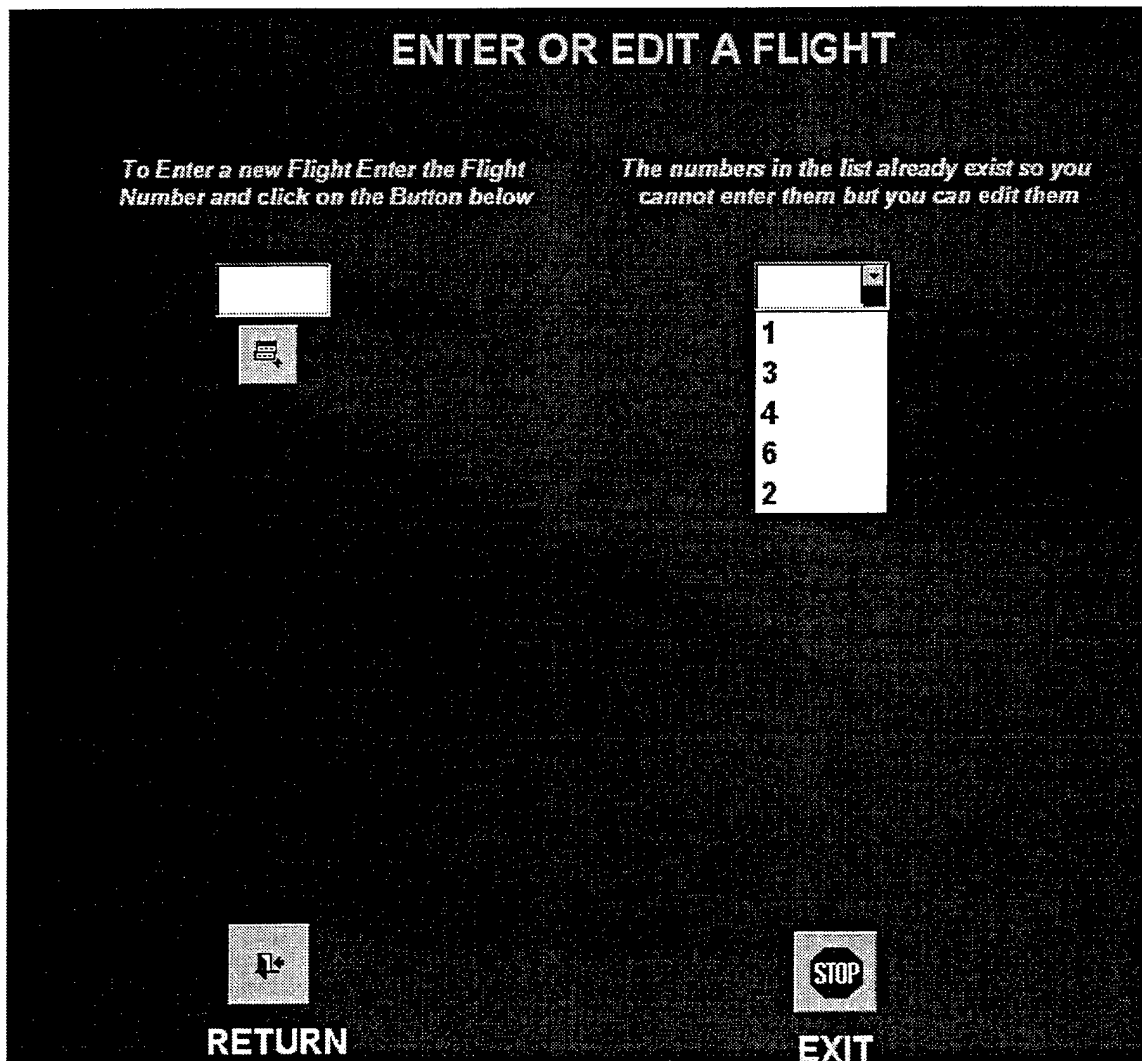 ENTER OR EDIT A FLIGHT
To Enter a new Flight Enter the Flight
Number and click on the Button below
The numbers in the list already exist so you
cannot enter them but you can edit them
1
3
4
6
2
STOP
RETURN
EXIT